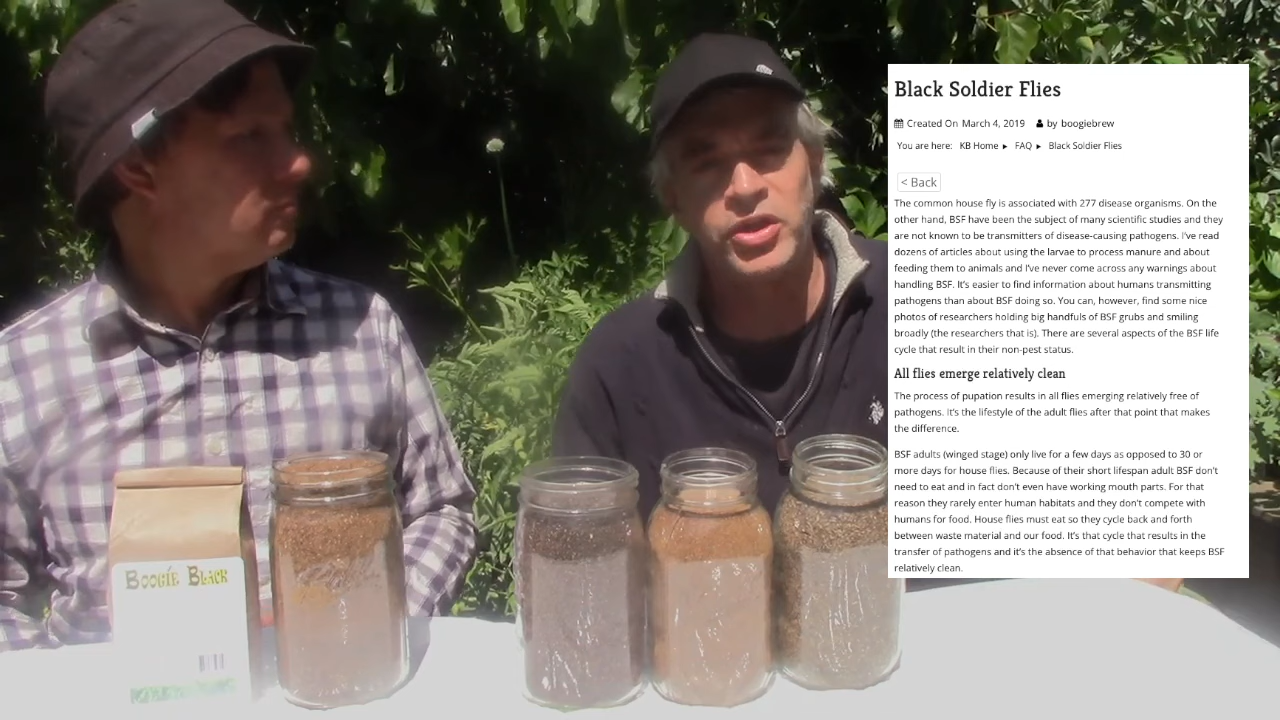 Black Soldier Flies
Created On March 4, 2019 by boogiebrew
You are here: KB Home ▸ FAQ ▸ Black Soldier Flies
< Back
The common house fly is associated with 277 disease organisms. On the
other hand, BSF have been the subject of many scientific studies and they
are not known to be transmitters of disease-causing pathogens. I've read
dozens of articles about using the larvae to process manure and about
feeding them to animals and I've never come across any warnings about
handling BSF. It's easier to find information about humans transmitting
pathogens than about BSF doing so. You can, however, find some nice
photos of researchers holding big handfuls of BSF grubs and smiling
broadly (the researchers that is). There are several aspects of the BSF life
cycle that result in their non-pest status.
All flies emerge relatively clean
The process of pupation results in all flies emerging relatively free of
pathogens. It's the lifestyle of the adult flies after that point that makes
the difference.
BSF adults (winged stage) only live for a few days as opposed to 30 or
more days for house flies. Because of their short lifespan adult BSF don't
need to eat and in fact don't even have working mouth parts. For that
reason they rarely enter human habitats and they don't compete with
humans for food. House flies must eat so they cycle back and forth
between waste material and our food. It's that cycle that results in the
transfer of pathogens and it's the absence of that behavior that keeps BSF
relatively clean.
BOOGIE BLACK